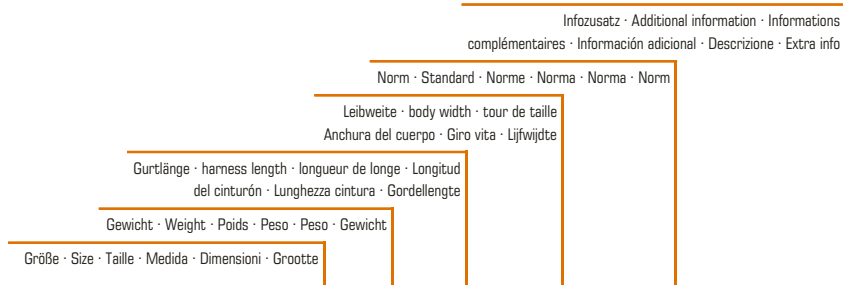 Infozusatz · Additional information · Informations
complémentaires · Información adicional · Descrizione · Extra info
Norm · Standard · Norme · Norma · Norma · Norm
Leibweite · body width · tour de taille
Anchura del cuerpo · Giro vita · Lijfwijdte
Gurtlänge · harness length · longueur de longe · Longitud
del cinturón · Lunghezza cintura · Gordellengte
Gewicht · Weight · Poids · Peso · Peso · Gewicht
Größe · Size · Taille · Medida · Dimensioni · Grootte